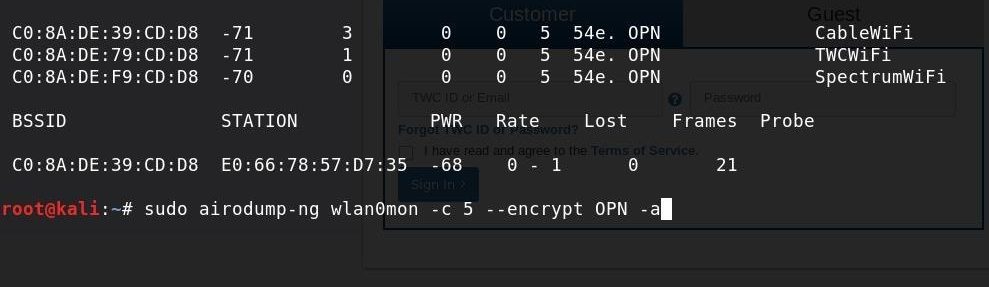 Customer Guest
C0:8A:DE:39:CD:D8 -71 3 0 0 5 54e. OPN CableWiFi
C0:8A:DE:79:CD:D8 -71 1 0 0 5 54e. OPN TWCWiFi
C0:8A:DE:F9:CD:D8 -70 0 0 0 5 54e. OPN SpectrumWiFi
TWC ID or Email ? Password
BSSID STATION PWR Rate Lost Frames Probe
Forgot TWC ID or Password?
I have read and agree to the Terms of Service.
C0:8A:DE:39:CD:D8 E0:66:78:57:D7:35 -68 0 - 1 0 21
Sign In >
root@kali:~# sudo airodump-ng wlan0mon -c 5 --encrypt OPN -a